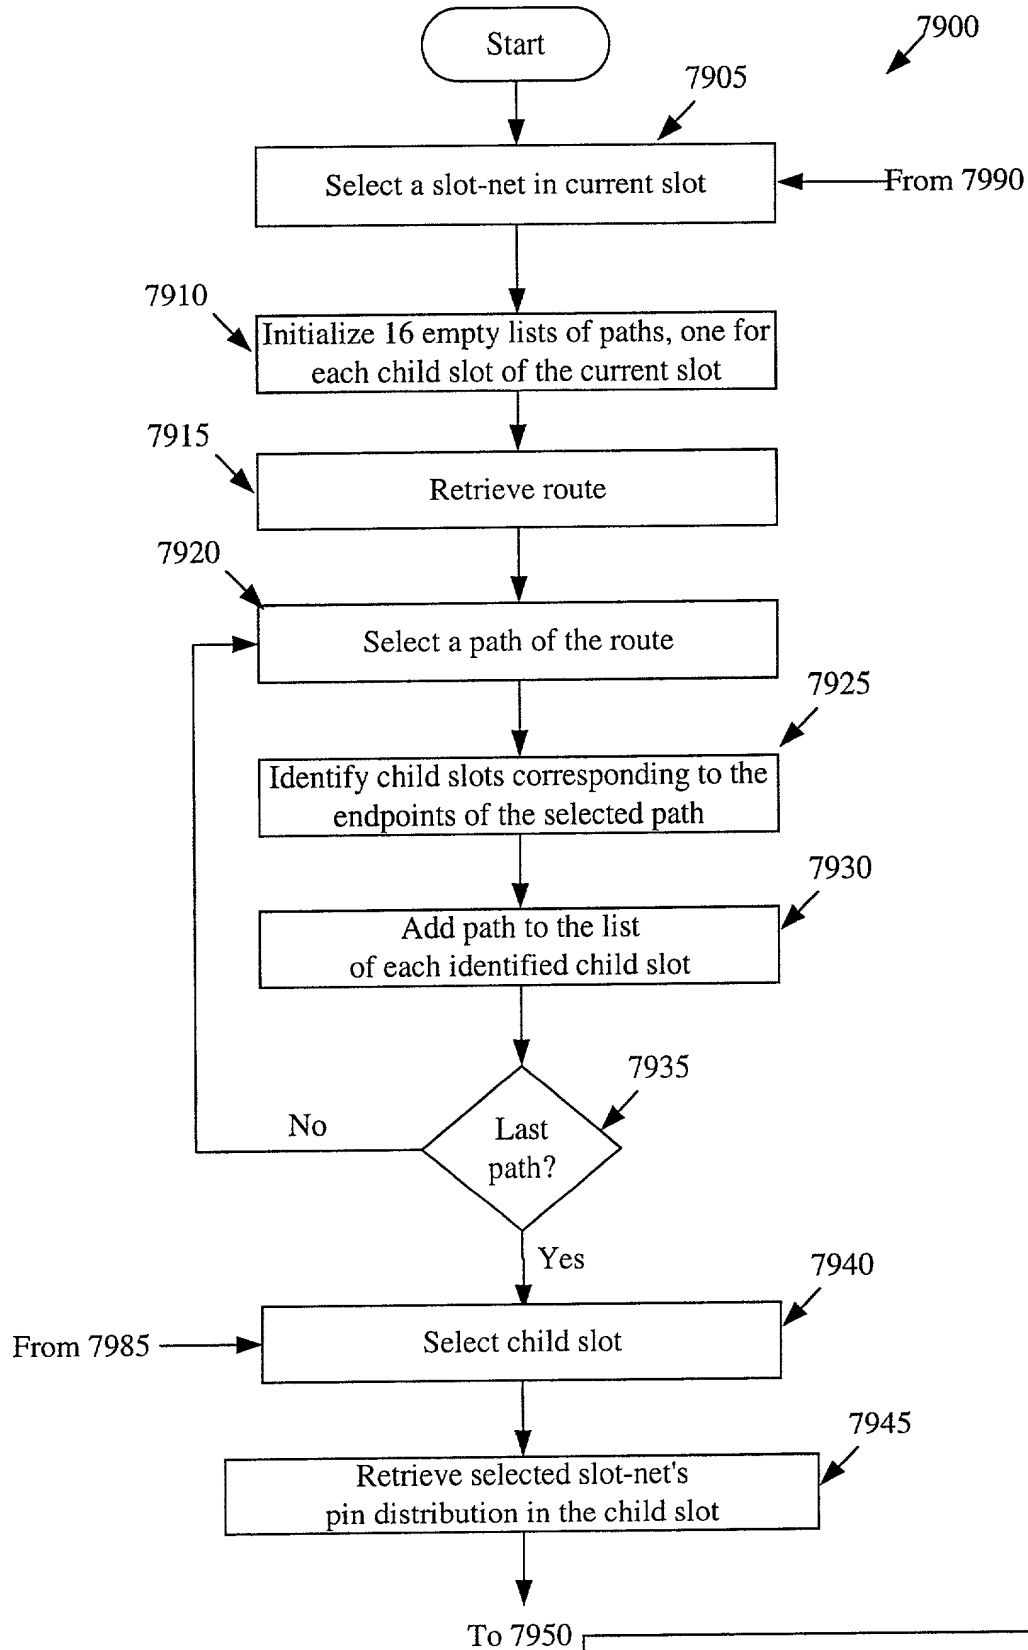 7900
Start
7905
Select a slot-net in current slot
From 7990
7910
Initialize 16 empty lists of paths, one for
each child slot of the current slot
7915
Retrieve route
7920
Select a path of the route
7925
Identify child slots corresponding to the
endpoints of the selected path
7930
Add path to the list
of each identified child slot
7935
Last
path?
No
Yes
7940
From 7985
Select child slot
7945
Retrieve selected slot-net's
pin distribution in the child slot
To 7950